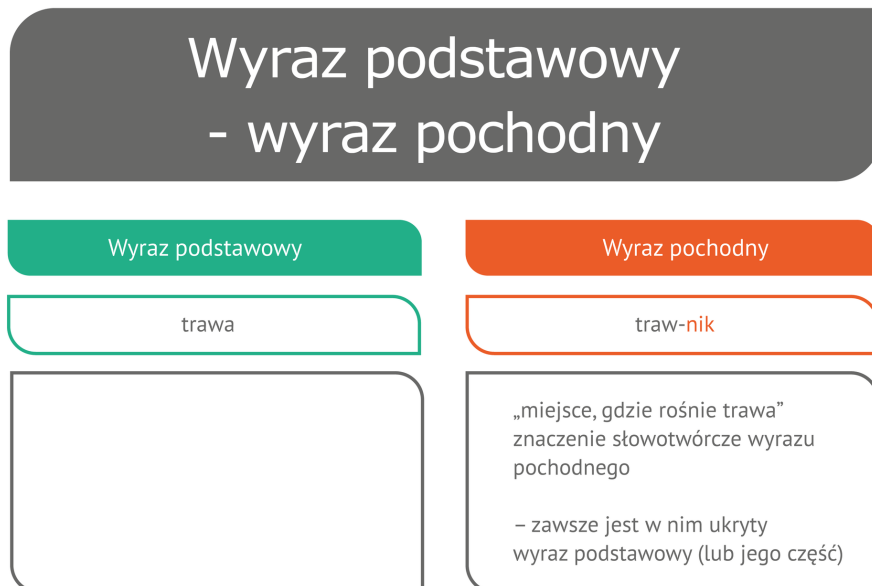 Wyraz podstawowy
- wyraz pochodny
Wyraz podstawowy
Wyraz pochodny
trawa
traw-nik
„miejsce, gdzie rośnie trawa”
znaczenie słowotwórcze wyrazu
pochodnego
– zawsze jest w nim ukryty
wyraz podstawowy (lub jego część)